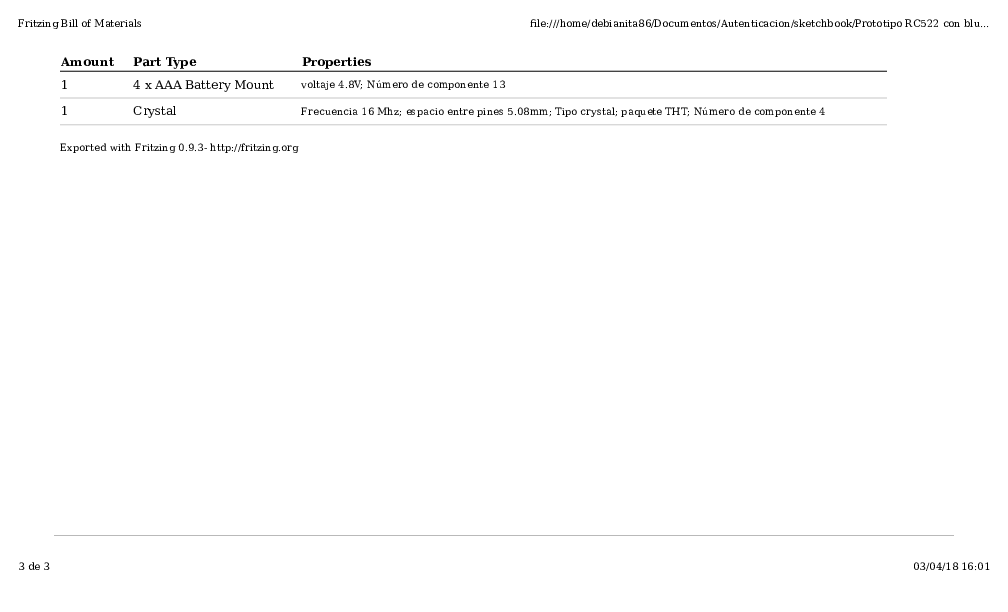 Fritzing Bill of Materials file:///home/debianita86/Documentos/Autenticacion/sketchbook/Prototipo RC522 con blu...
Amount Part Type Properties
1 4 x AAA Battery Mount voltaje 4.8V; Número de componente 13
1 Crystal Frecuencia 16 Mhz; espacio entre pines 5.08mm; Tipo crystal; paquete THT; Número de componente 4
Exported with Fritzing 0.9.3- http://fritzing.org
3 de 3 03/04/18 16:01